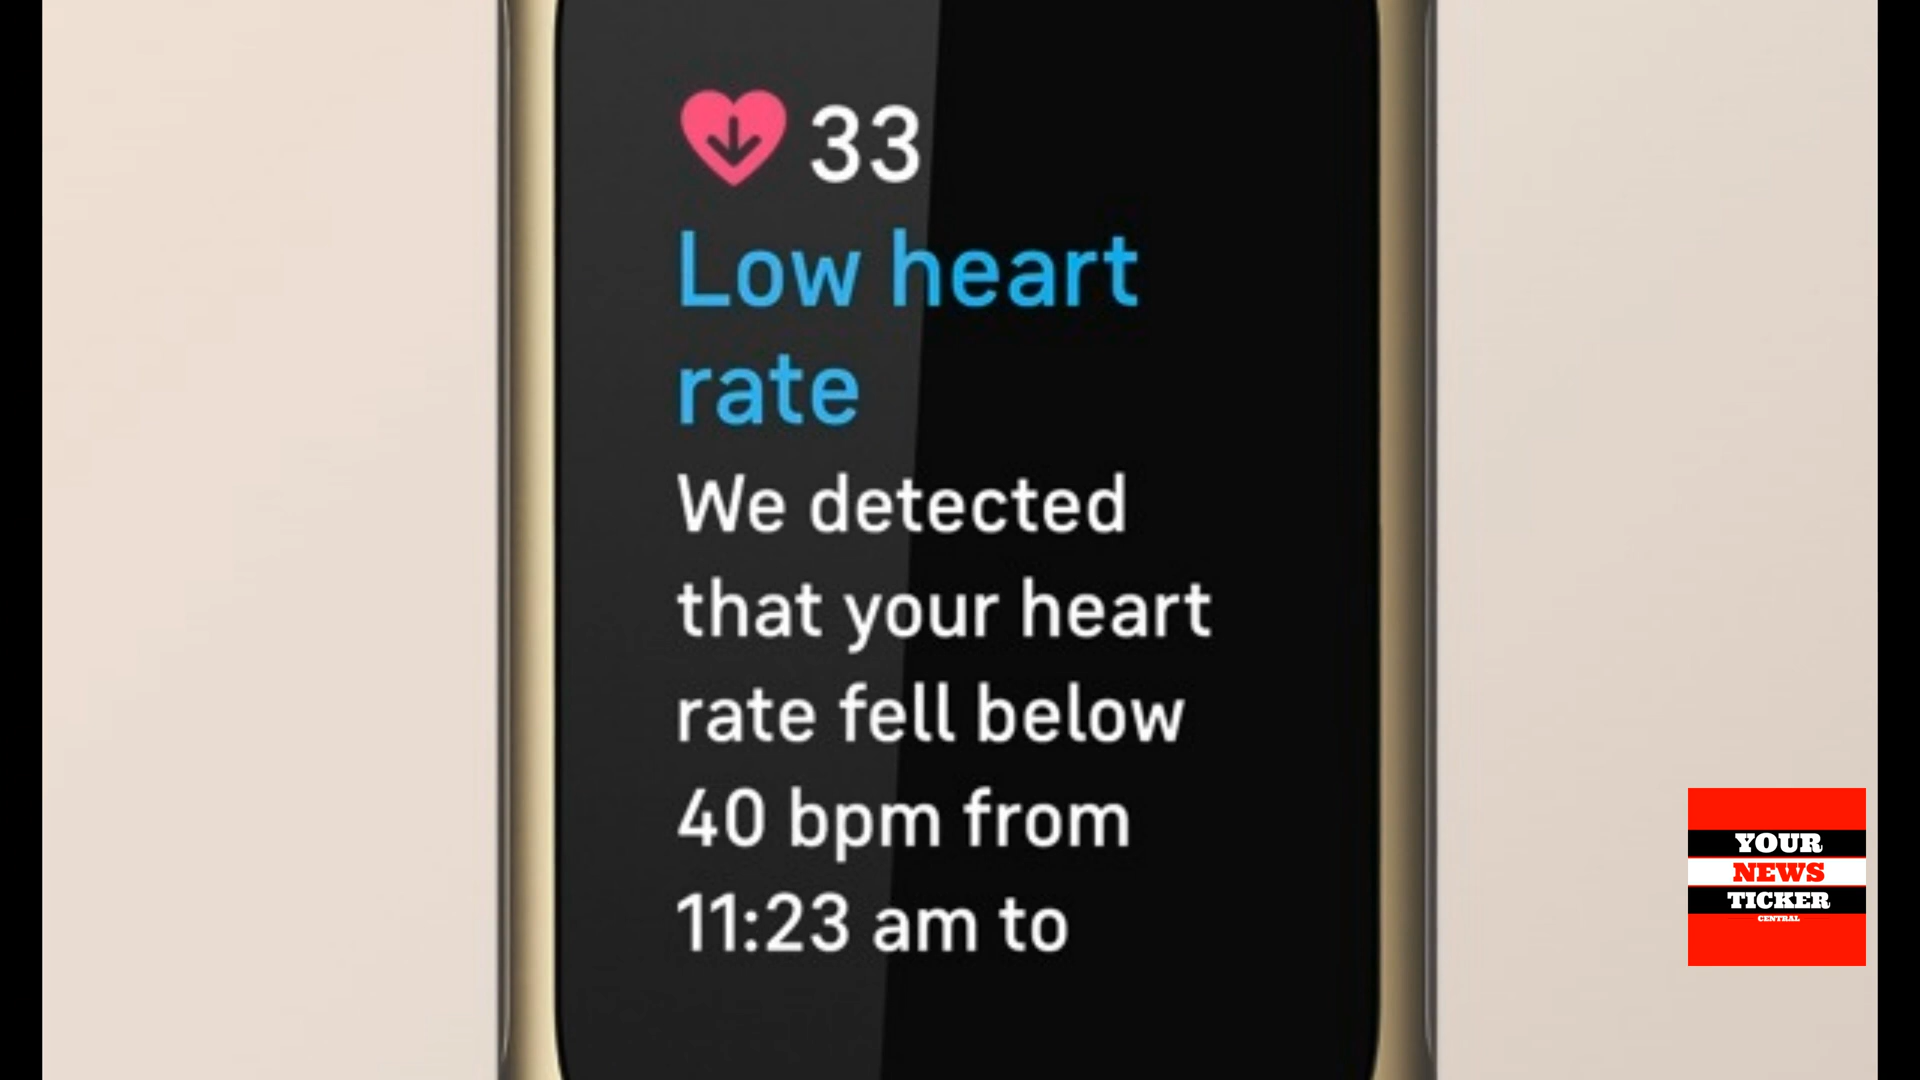 33
Low heart
rate
We detected
that your heart
rate fell below
40 bpm from
11:23 am to
YOUR
NEWS
TICKER
CENTRAL